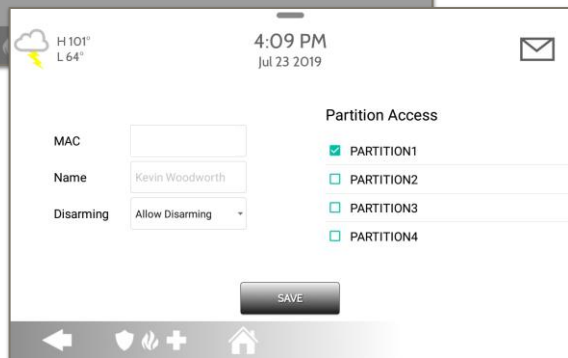 H 101°
L 64°
4:09 PM
Jul 23 2019
MAC
Name
Kevin Woodworth
Disarming
Allow Disarming
Partition Access
PARTITION1
PARTITION2
PARTITION3
PARTITION4
SAVE